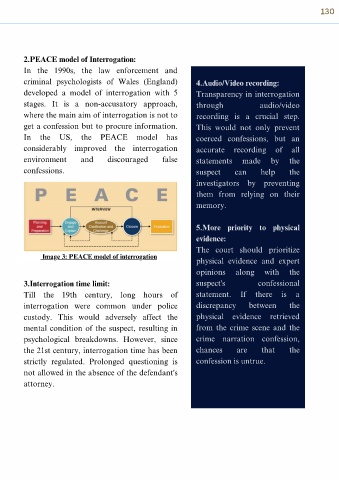 130
2.PEACE model of Interrogation:
In the 1990s, the law enforcement and
criminal psychologists of Wales (England)
developed a model of interrogation with 5
stages. It is a non-accusatory approach,
where the main aim of interrogation is not to
get a confession but to procure information.
In the US, the PEACE model has
considerably improved the interrogation
environment and discouraged false
confessions.
P E A C E
INTERVIEW
Planning and Preparation
Closure
Evaluation
Image 3: PEACE model of interrogation
3.Interrogation time limit:
Till the 19th century, long hours of
interrogation were common under police
custody. This would adversely affect the
mental condition of the suspect, resulting in
psychological breakdowns. However, since
the 21st century, interrogation time has been
strictly regulated. Prolonged questioning is
not allowed in the absence of the defendant's
attorney.
4.Audio/Video recording:
Transparency in interrogation
through audio/video
recording is a crucial step.
This would not only prevent
coerced confessions, but an
accurate recording of all
statements made by the
suspect can help the
investigators by preventing
them from relying on their
memory.
5.More priority to physical
evidence:
The court should prioritize
physical evidence and expert
opinions along with the
suspect's confessional
statement. If there is a
discrepancy between the
physical evidence retrieved
from the crime scene and the
crime narration confession,
chances are that the
confession is untrue.